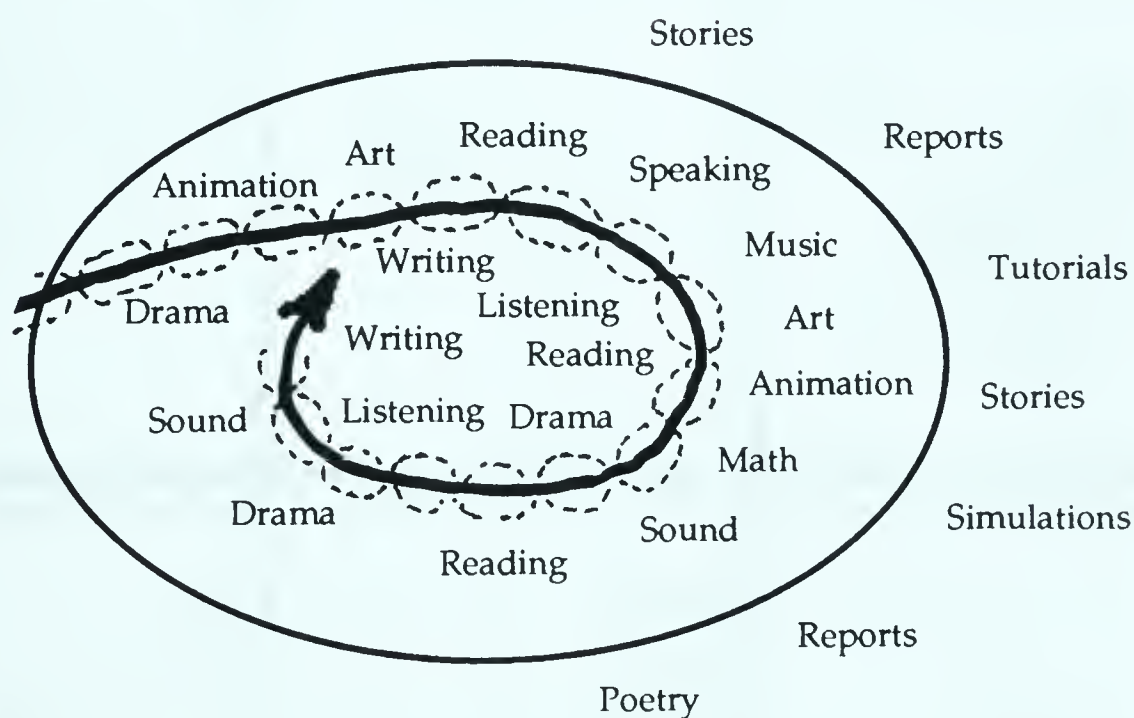 Stories
Reports
Reading
Art
Speaking
Animation
Music
Writing
Tutorials
Drama
Listening
Art
Writing
Reading
Animation
Stories
Sound
Listening
Drama
Math
Drama
Sound
Simulations
Reading
Reports
Poetry